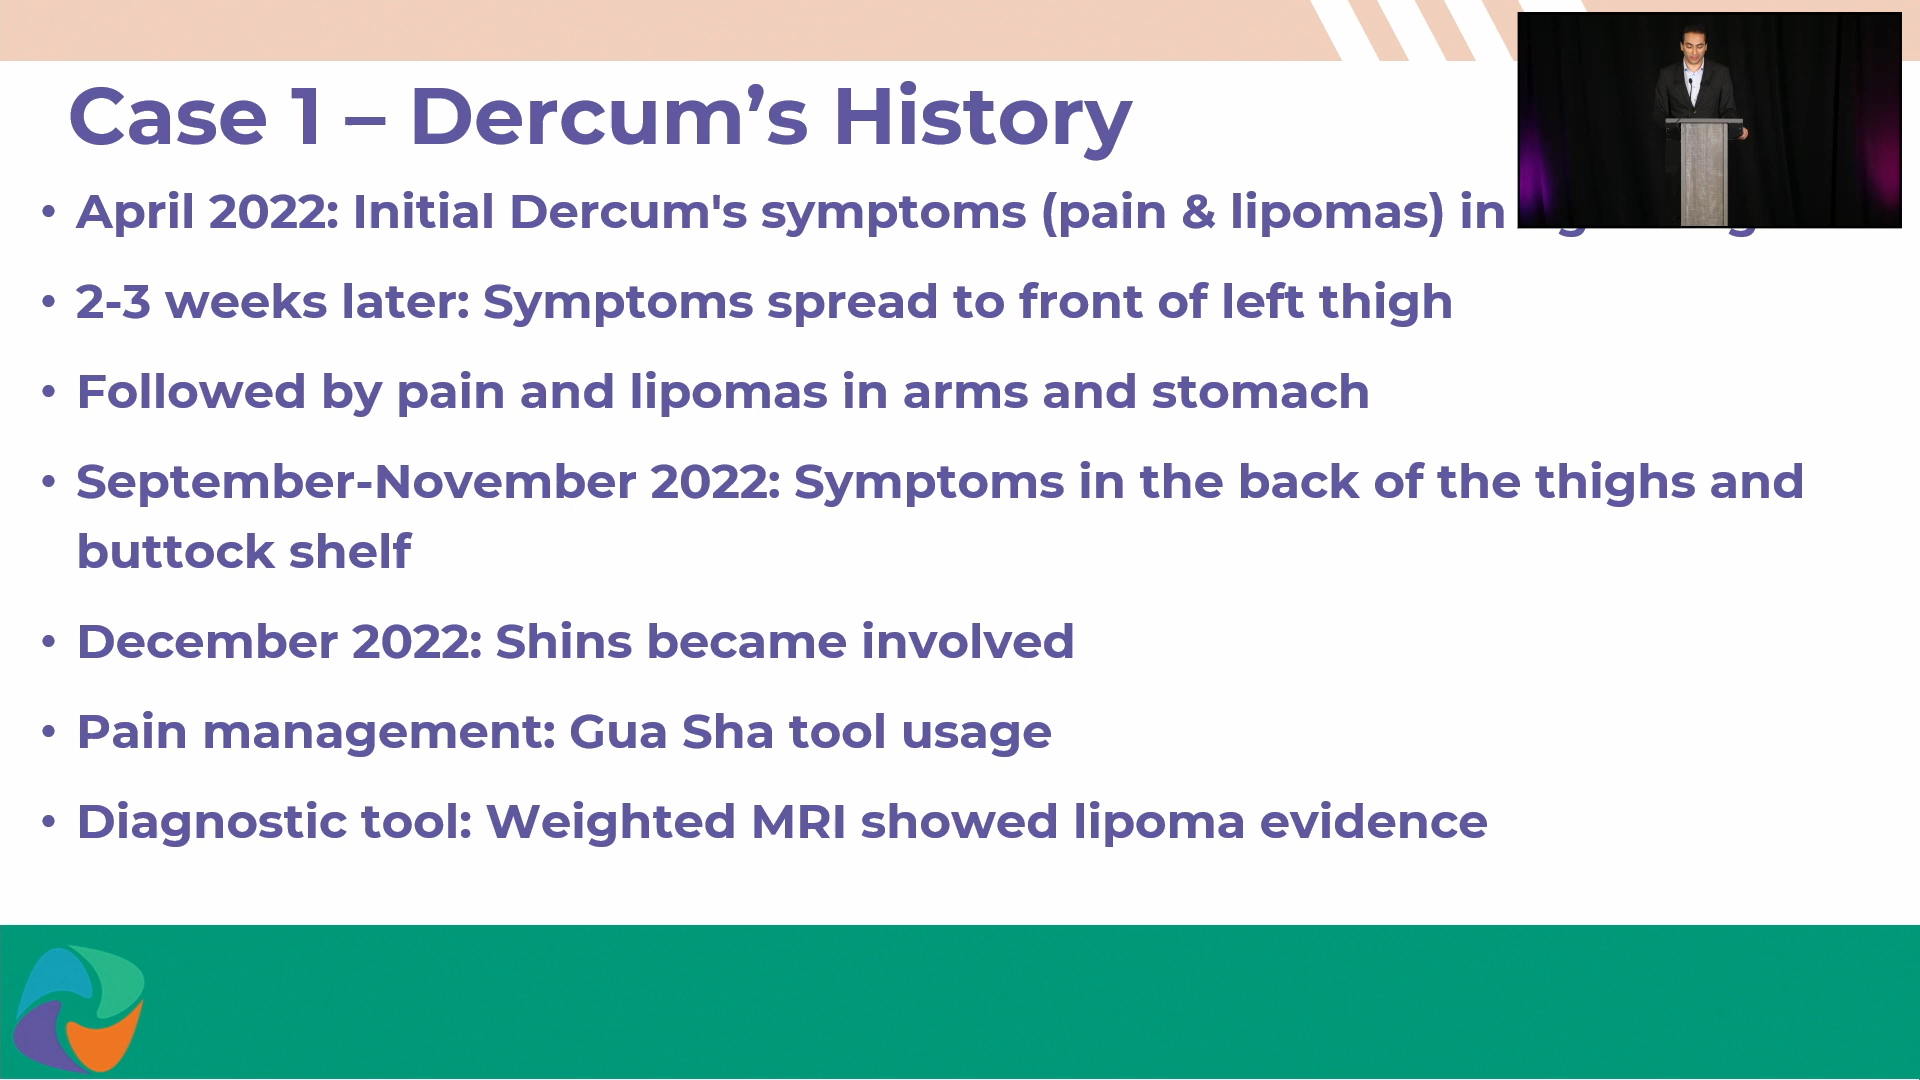 Case 1 – Dercum’s History
• April 2022: Initial Dercum's symptoms (pain & lipomas) in
• 2-3 weeks later: Symptoms spread to front of left thigh
• Followed by pain and lipomas in arms and stomach
• September-November 2022: Symptoms in the back of the thighs and
buttock shelf
• December 2022: Shins became involved
• Pain management: Gua Sha tool usage
• Diagnostic tool: Weighted MRI showed lipoma evidence